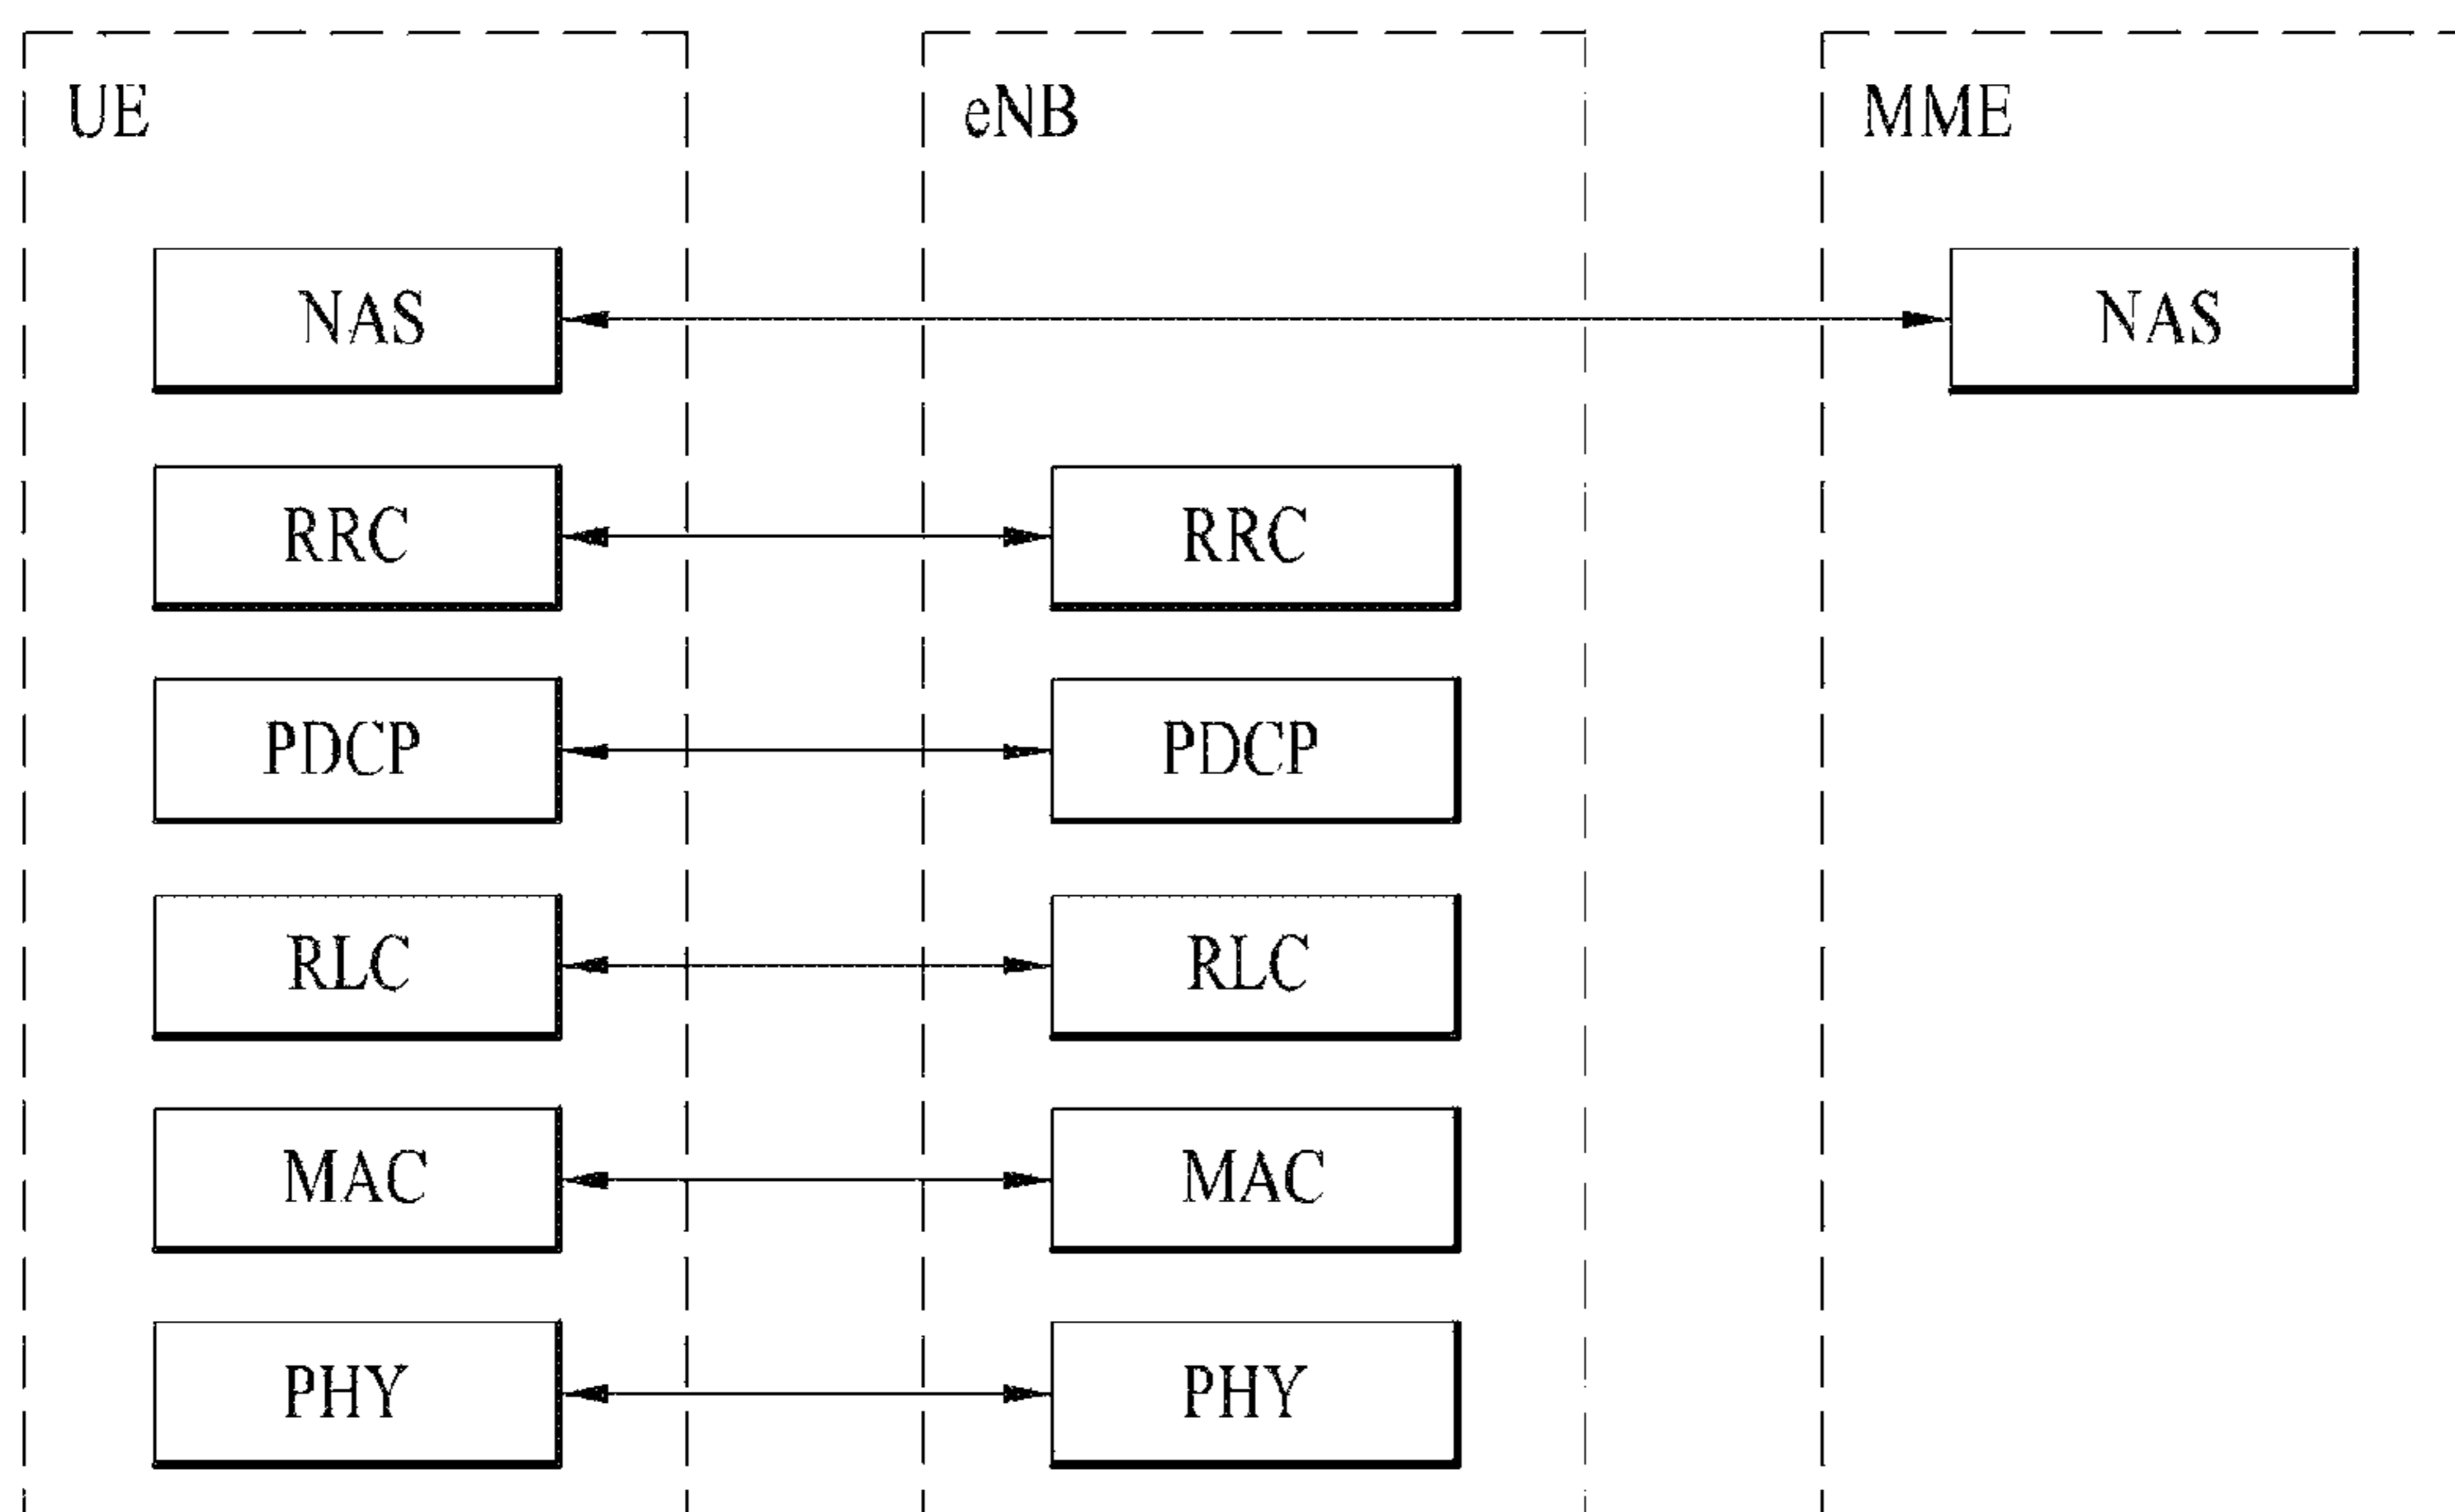 UE eNB MME
NAS NAS
RRC RRC
PDCP PDCP
RLC RLC
MAC MAC
PHY PHY